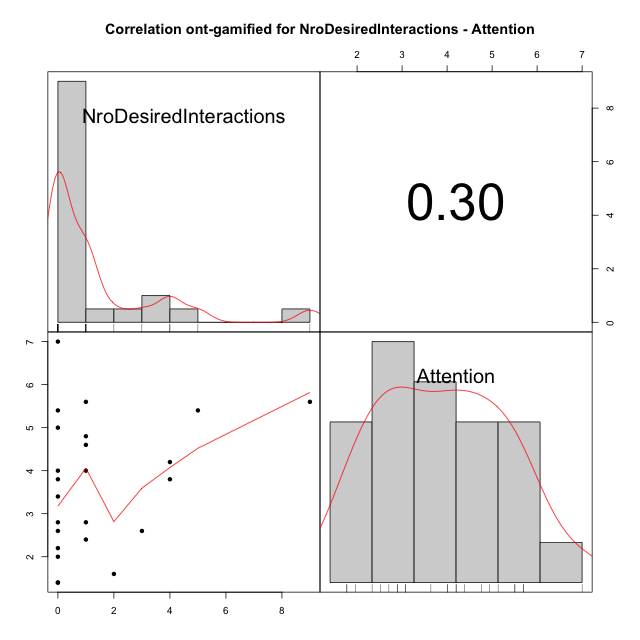 Correlation ont-gamified for NroDesiredInteractions - Attention
2 3 4 5 6 7
NroDesiredInteractions
0.30
8
6
4
2
0
7
6
5
4
3
2
Attention
0 2 4 6 8